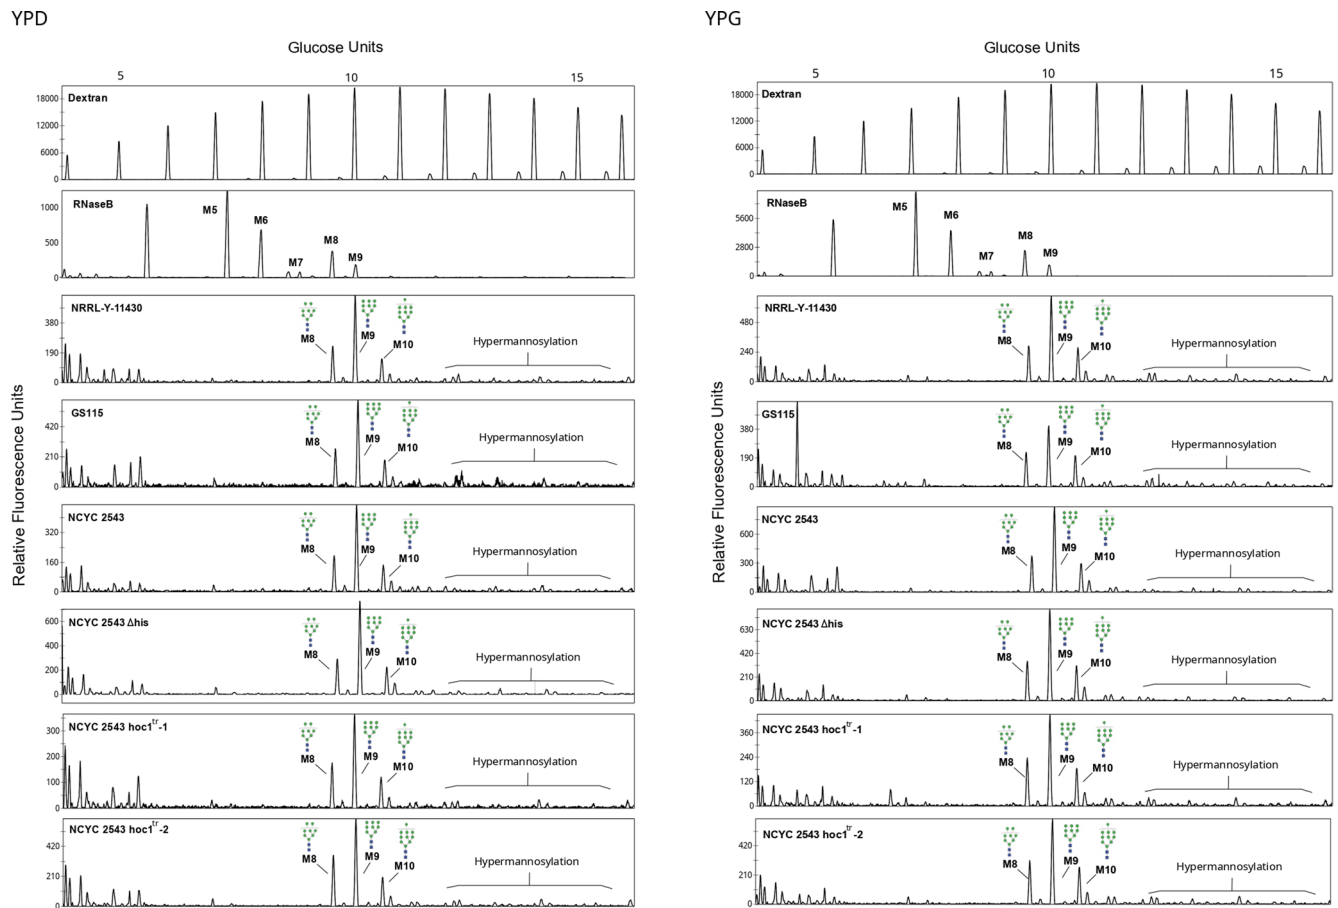 YPD
Glucose Units
5 10 15
Dextran
18000
12000
6000
0
RNaseB
M5
M6
M7
M8
M9
1000
500
0
Relative Fluorescence Units
NRRL-Y-11430
M8
M9
M10
Hypermannosylation
380
190
0
GS115
M8
M9
M10
Hypermannosylation
420
210
0
NCYC 2543
M8
M9
M10
Hypermannosylation
320
160
0
NCYC 2543 Δhis
M8
M9
M10
Hypermannosylation
600
400
200
0
NCYC 2543 hoc1tr-1
M8
M9
M10
Hypermannosylation
300
200
100
0
NCYC 2543 hoc1tr-2
M8
M9
M10
Hypermannosylation
420
210
0
YPG
Glucose Units
5 10 15
Dextran
18000
12000
6000
0
RNaseB
M5
M6
M7
M8
M9
5600
2800
0
Relative Fluorescence Units
NRRL-Y-11430
M8
M9
M10
Hypermannosylation
480
240
0
GS115
M8
M9
M10
Hypermannosylation
380
190
0
NCYC 2543
M8
M9
M10
Hypermannosylation
600
300
0
NCYC 2543 Δhis
M8
M9
M10
Hypermannosylation
630
420
210
0
NCYC 2543 hoc1tr-1
M8
M9
M10
Hypermannosylation
360
240
120
0
NCYC 2543 hoc1tr-2
M8
M9
M10
Hypermannosylation
420
210
0